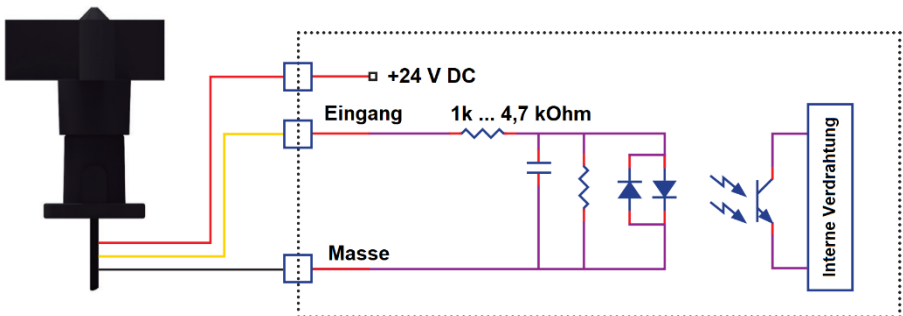 +24 V DC
Eingang
1k ... 4,7 kOhm
Masse
Interne Verdrahtung